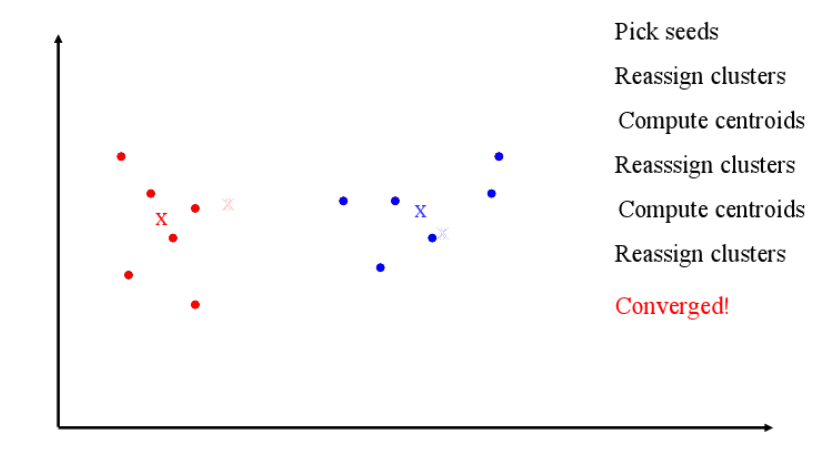 Pick seeds
Reassign clusters
Compute centroids
Reasssign clusters
Compute centroids
Reassign clusters
Converged!
x
x
x
x